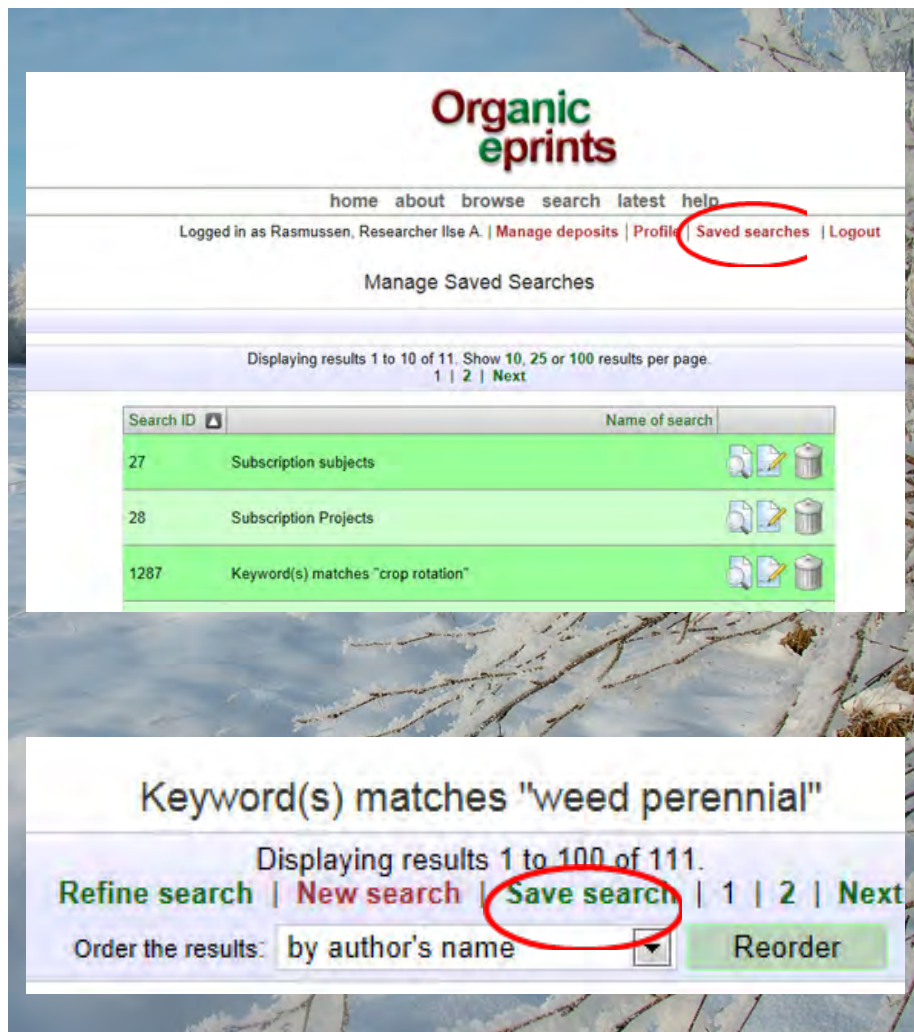 Organic
eprints
home about browse search latest help
Logged in as Rasmussen, Researcher Ilse A. | Manage deposits | Profile | Saved searches | Logout
Manage Saved Searches
Displaying results 1 to 10 of 11. Show 10, 25 or 100 results per page.
1 | 2 | Next
Search ID Name of search
27 Subscription subjects
28 Subscription Projects
1287 Keyword(s) matches "crop rotation"
Keyword(s) matches "weed perennial"
Displaying results 1 to 100 of 111.
Refine search | New search | Save search | 1 | 2 | Next
Order the results: by author's name Reorder